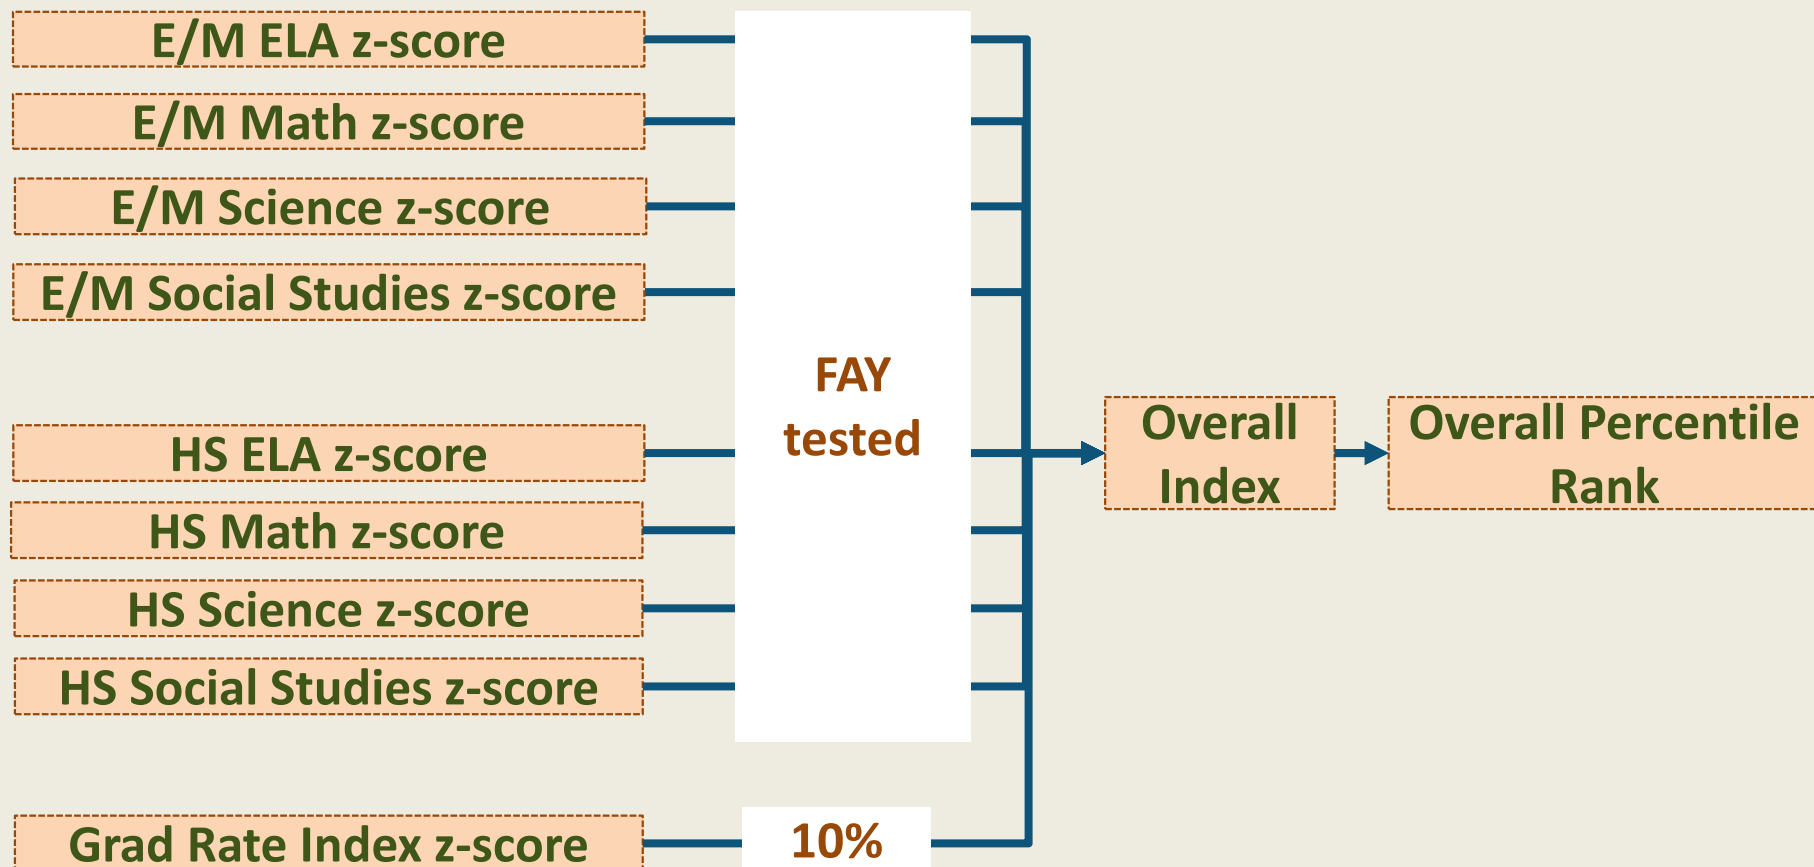 E/M ELA z-score
E/M Math z-score
E/M Science z-score
E/M Social Studies z-score
HS ELA z-score
HS Math z-score
HS Science z-score
HS Social Studies z-score
Grad Rate Index z-score
FAY
tested
10%
Overall
Index
Overall Percentile
Rank